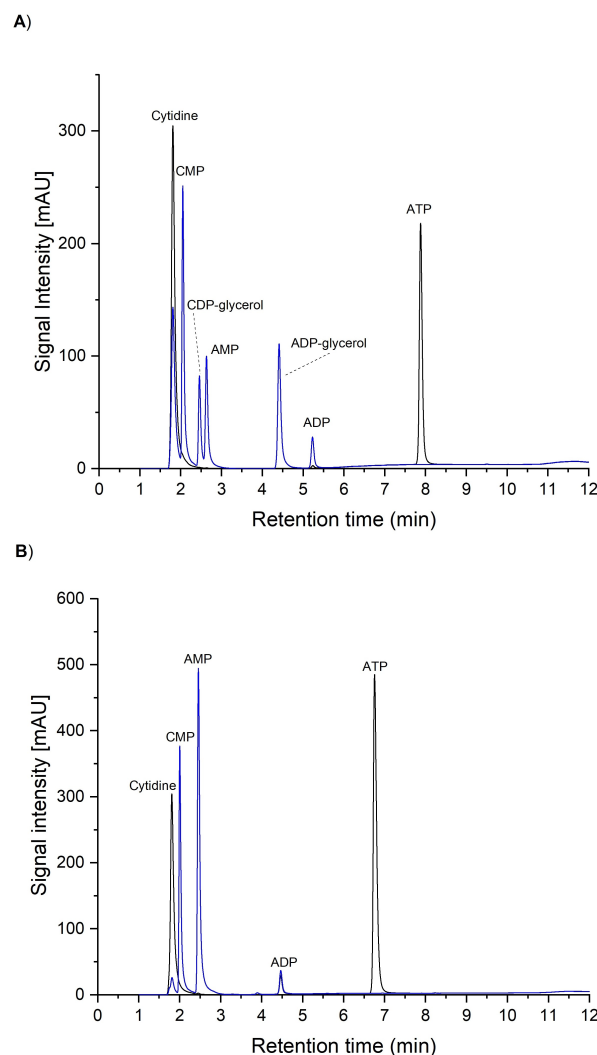 A)
Signal Intensity [mAU]
300
200
100
0
Cytidine
CMP
CDP-glycerol
AMP
ADP-glycerol
ADP
ATP
0 1 2 3 4 5 6 7 8 9 10 11 12
Retention time (min)
B)
Signal intensity [mAU]
600
500
400
300
200
100
0
AMP
ATP
CMP
Cytidine
ADP
0 1 2 3 4 5 6 7 8 9 10 11 12
Retention time (min)